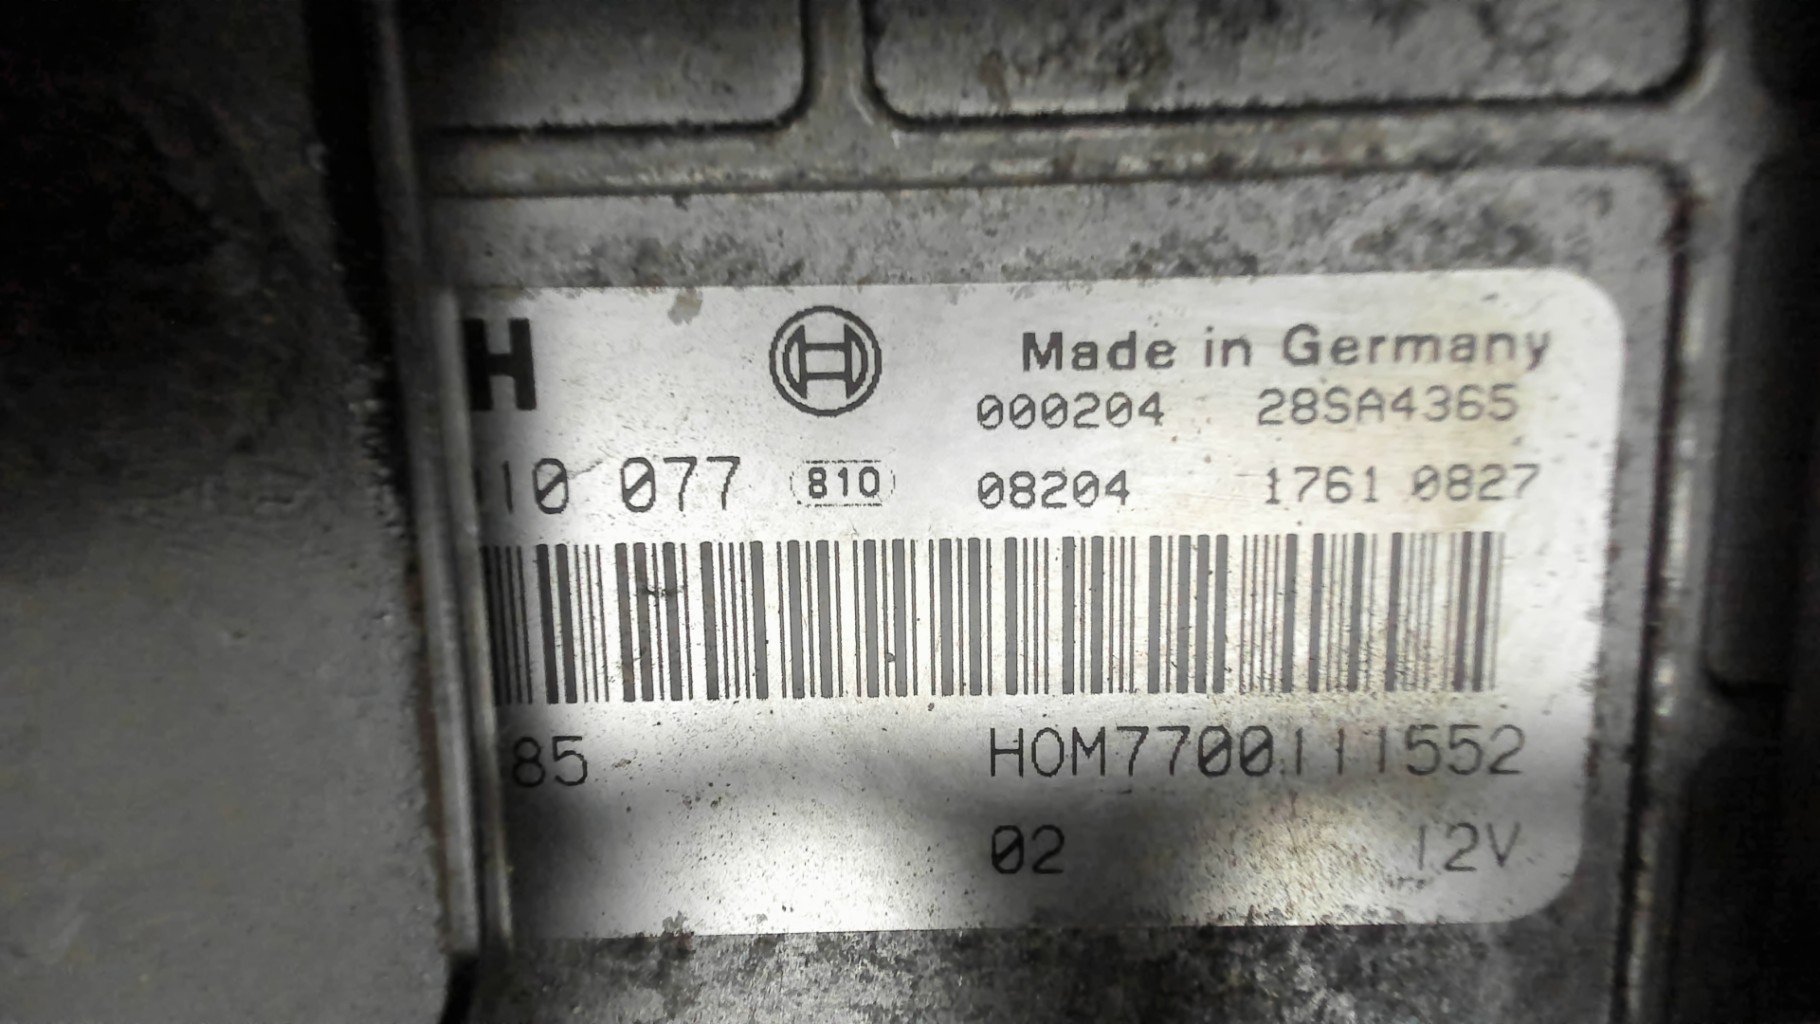 H Made in Germany
000204 28SA4365
10 077 810 08204 1761 0827
85 HOM7700111552
02 12V